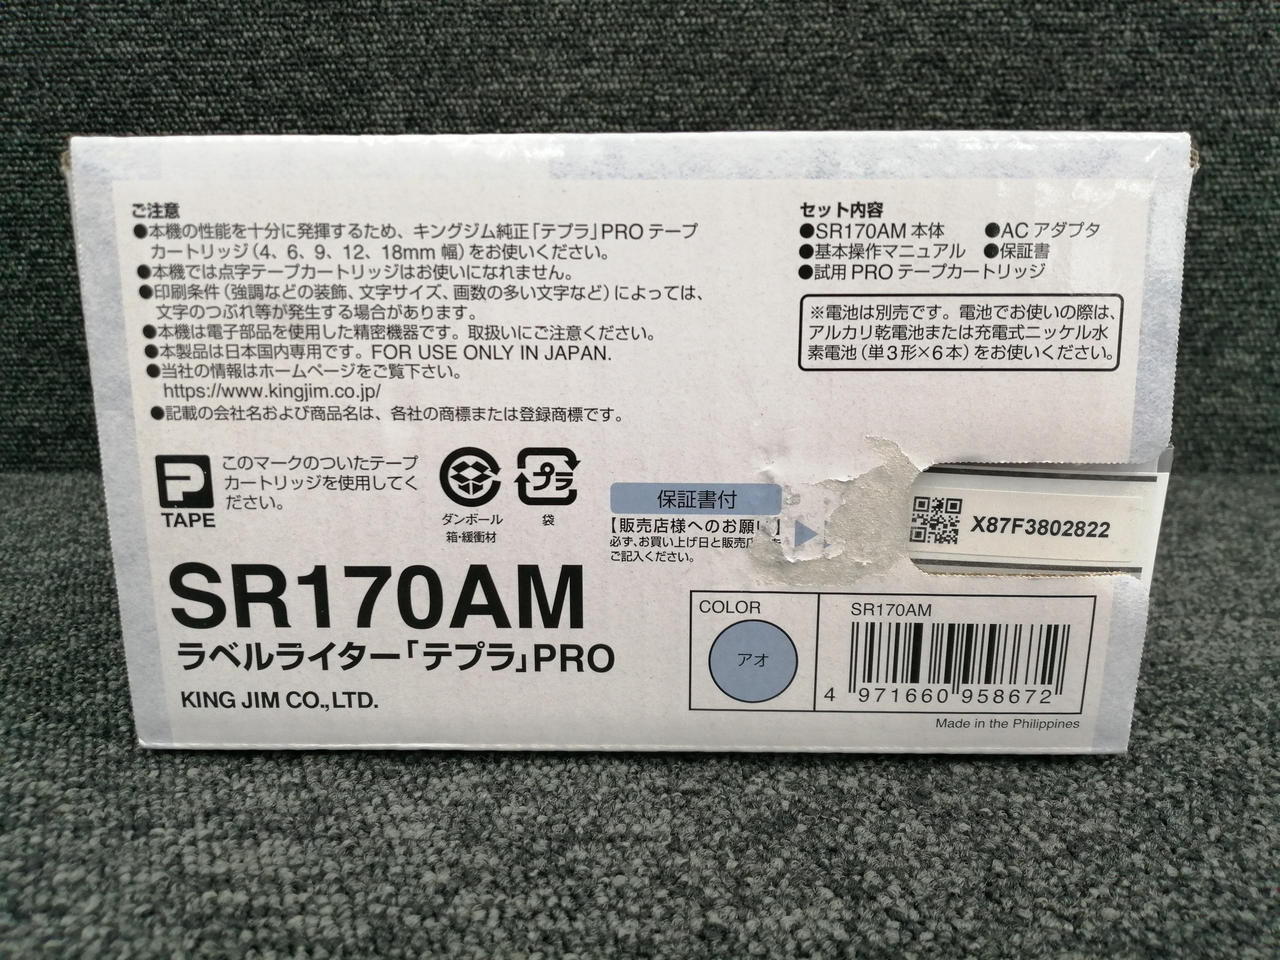 ご注意
●本機の性能を十分に発揮するため、キングジム純正「テプラ」PRO テープ
カートリッジ(4、6、9、12、18mm 幅)をお使いください。
●本機では点字テープカートリッジはお使いになれません。
●印刷条件(強調などの装飾、文字サイズ、画数の多い文字など)によっては、
文字のつぶれ等が発生する場合があります。
●本機は電子部品を使用した精密機器です。取扱いにご注意ください。
●本製品は日本国内専用です。FOR USE ONLY IN JAPAN.
●当社の情報はホームページをご覧下さい。
https://www.kingjim.co.jp/
●記載の会社名および商品名は、各社の商標または登録商標です。
セット内容
●SR170AM 本体 ●AC アダプタ
●基本操作マニュアル ●保証書
●試用 PRO テープカートリッジ
※電池は別売です。電池でお使いの際は、
アルカリ乾電池または充電式ニッケル水
素電池(単3形×6本)をお使いください。
TAPE
このマークのついたテープ
カートリッジを使用してく
ださい。
ダンボール
箱・緩衝材
プラ
袋
保証書付
【販売店様へのお願い】
必ず、お買い上げ日と販売店
ご記入ください。
X87F3802822
SR170AM
ラベルライター「テプラ」PRO
KING JIM CO.,LTD.
COLOR
アオ
SR170AM
4 971660 958672
Made in the Philippines